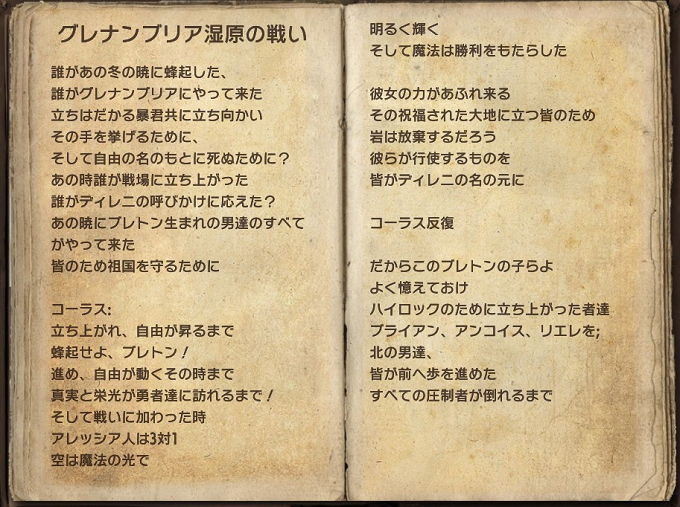 グレナンブリア湿原の戦い
誰があの冬の暁に蜂起した、
誰がグレナンブリアにやって来た
立ちはだかる暴君共に立ち向かい
その手を挙げるために、
そして自由の名のもとに死ぬために？
あの時誰が戦場に立ち上がった
誰がディレニの呼びかけに応えた？
あの暁にブレトン生まれの男達のすべて
がやって来た
皆のため祖国を守るために
コーラス:
立ち上がれ、自由が昇るまで
蜂起せよ、ブレトン！
進め、自由が動くその時まで
真実と栄光が勇者達に訪れるまで！
そして戦いに加わった時
アレッシア人は3対1
空は魔法の光で
明るく輝く
そして魔法は勝利をもたらした
彼女の力があふれ来る
その祝福された大地に立つ皆のため
岩は放棄するだろう
彼らが行使するものを
皆がディレニの名の元に
コーラス反復
だからこのブレトンの子らよ
よく憶えておけ
ハイロックのために立ち上がった者達
ブライアン、アンコイス、リエレを;
北の男達、
皆が前へ歩を進めた
すべての圧制者が倒れるまで